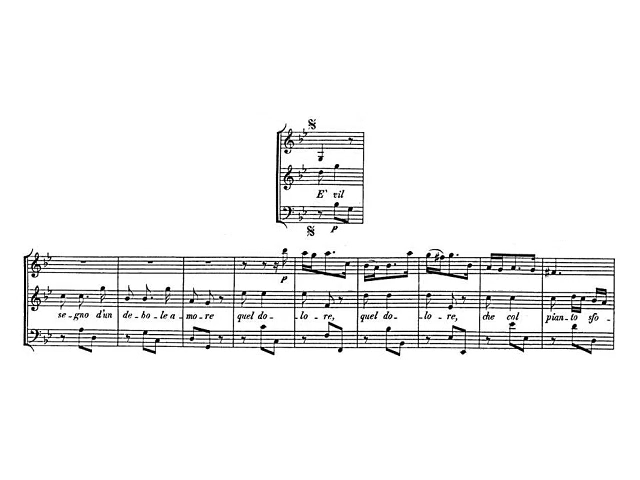 E' vil
p
p
se-gno d'un de-bo-le a-mo-re quel do-lo-re, quel do-lo-re, che col pian-to sfo-